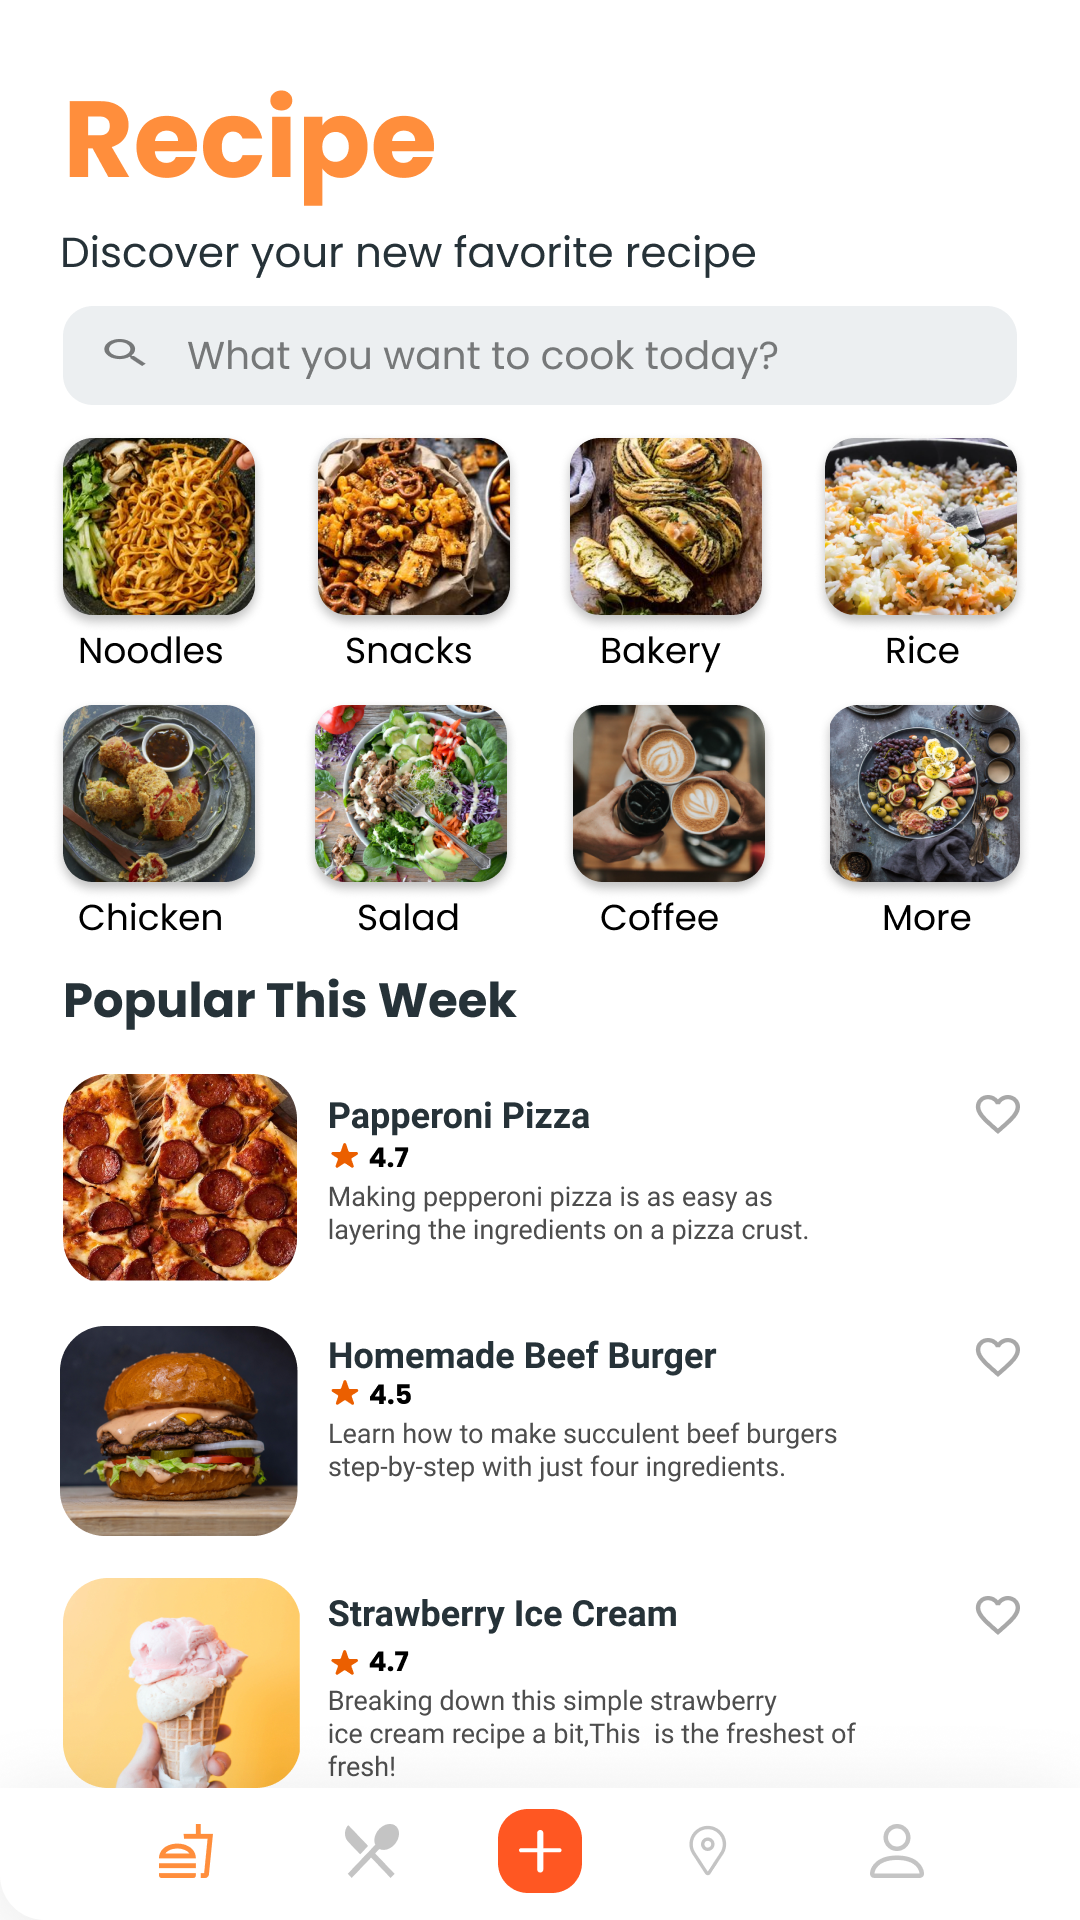 Recipe
Discover your new favorite recipe
What you want to cook today?
Noodles Snacks Bakery Rice
Chicken Salad Coffee More
Popular This Week
Papperoni Pizza
4.7
Making pepperoni pizza is as easy as
layering the ingredients on a pizza crust.
Homemade Beef Burger
4.5
Learn how to make succulent beef burgers
step-by-step with just four ingredients.
Strawberry Ice Cream
4.7
Breaking down this simple strawberry
ice cream recipe a bit,This  is the freshest of
fresh!